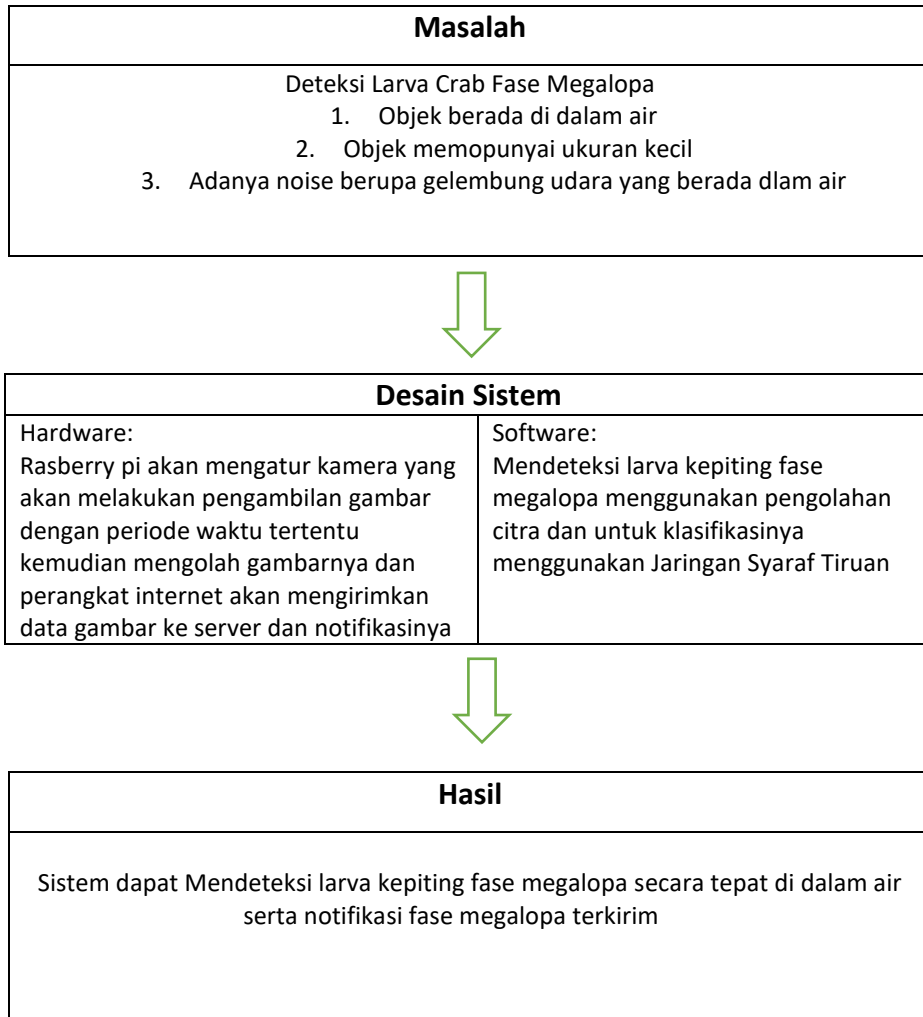 Masalah
Deteksi Larva Crab Fase Megalopa
1. Objek berada di dalam air
2. Objek memopunyai ukuran kecil
3. Adanya noise berupa gelembung udara yang berada dlam air
Desain Sistem
Hardware:
Rasberry pi akan mengatur kamera yang
akan melakukan pengambilan gambar
dengan periode waktu tertentu
kemudian mengolah gambarnya dan
perangkat internet akan mengirimkan
data gambar ke server dan notifikasinya
Software:
Mendeteksi larva kepiting fase
megalopa menggunakan pengolahan
citra dan untuk klasifikasinya
menggunakan Jaringan Syaraf Tiruan
Hasil
Sistem dapat Mendeteksi larva kepiting fase megalopa secara tepat di dalam air
serta notifikasi fase megalopa terkirim